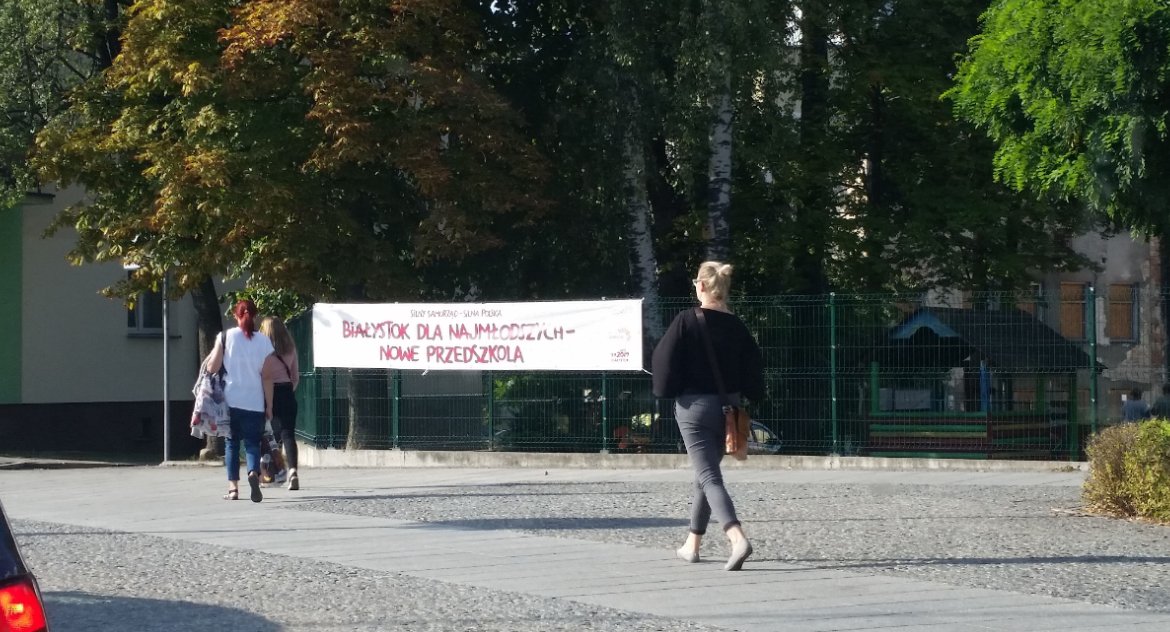 SILNY SAMORZĄD - SILNA POLSKA
BIAŁYSTOK DLA NAJMŁODSZYCH -
NOWE PRZEDSZKOLA